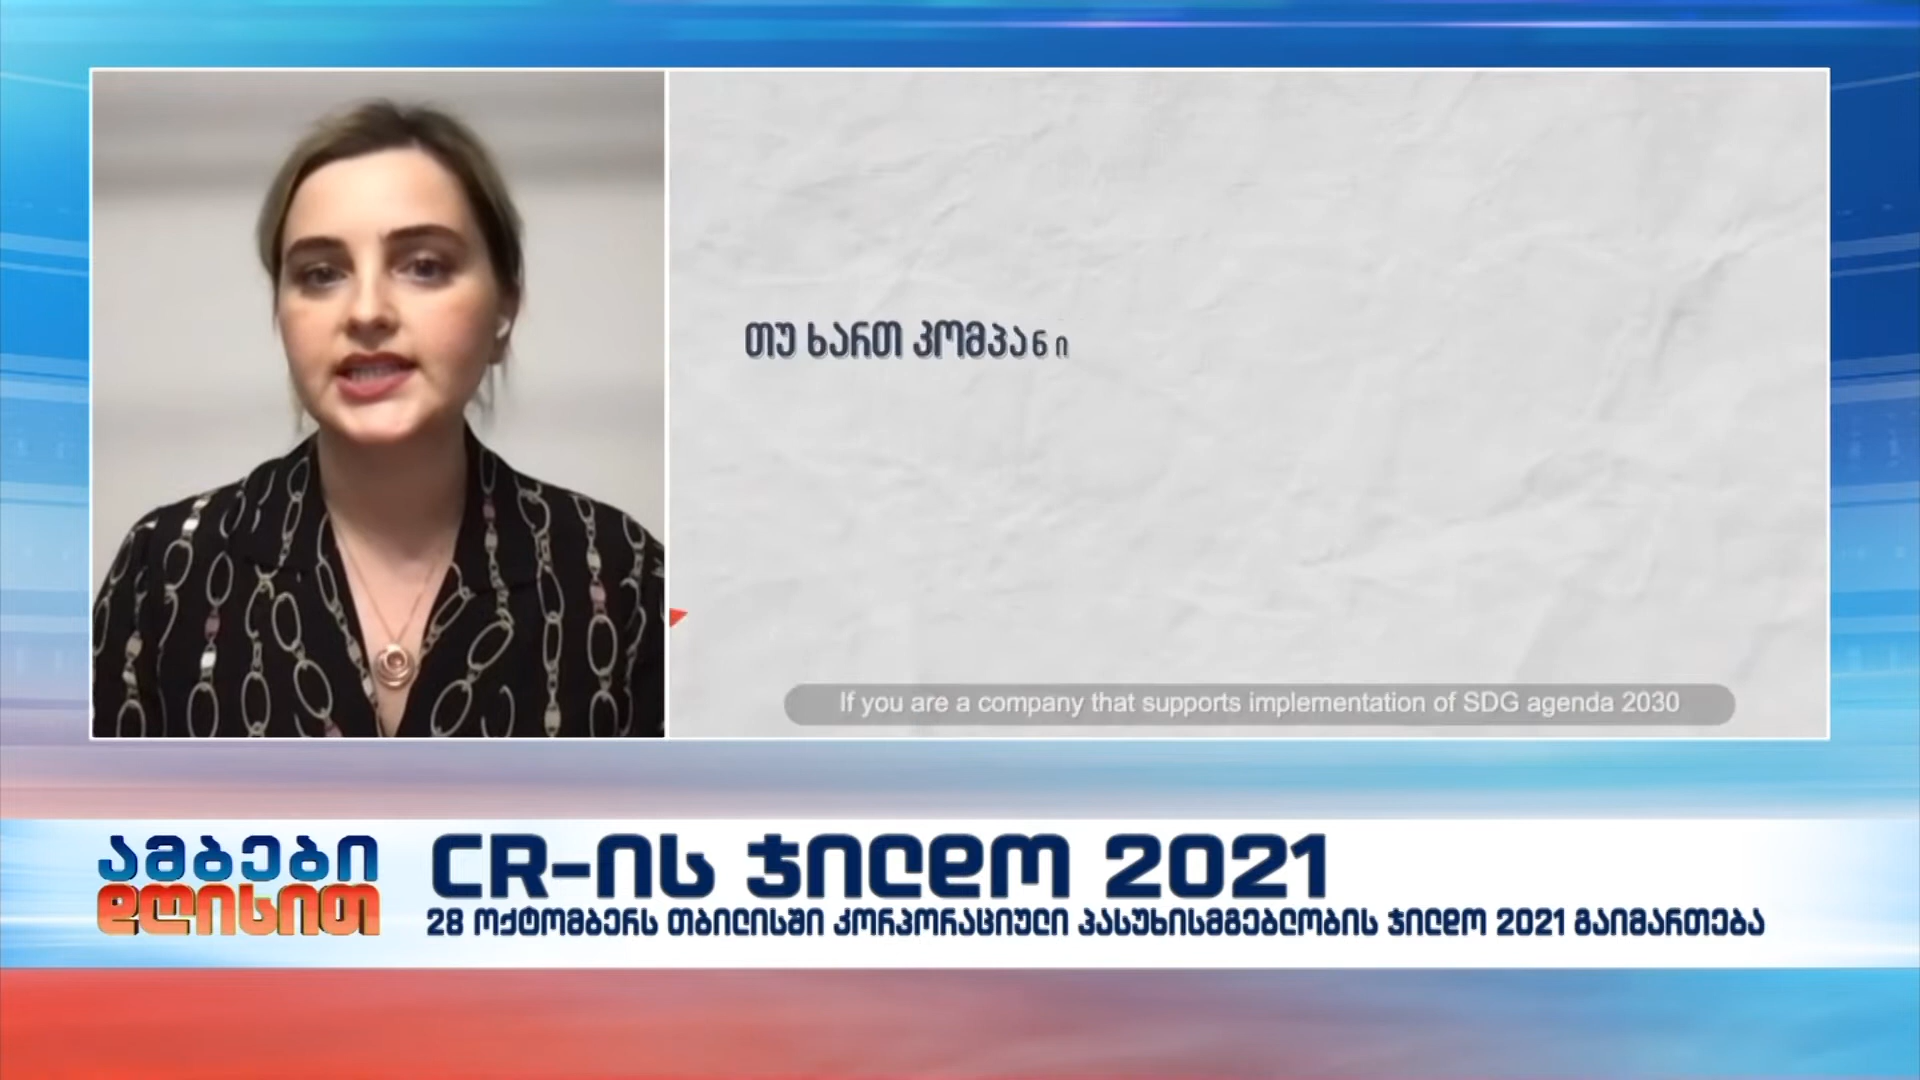 თუ ხართ კომპანი
If you are a company that supports implementation of SDG agenda 2030
ამბები
დღისით
CR-ის ჯილდო 2021
28 ოქტომბერს თბილისში კორპორაციული პასუხისმგებლობის ჯილდო 2021 გაიმართება